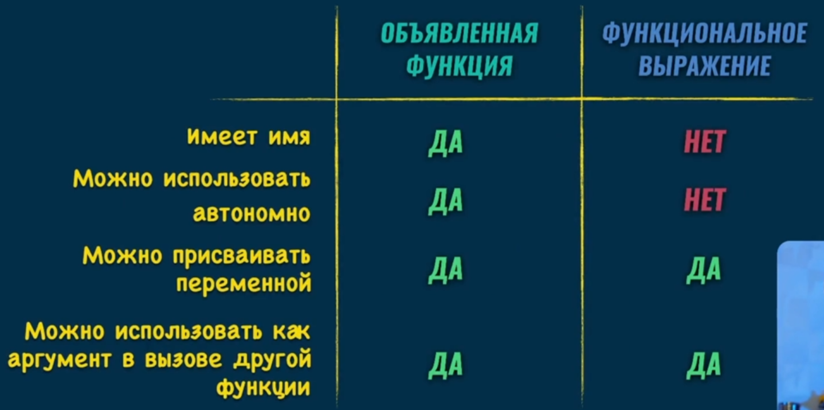 ОБЪЯВЛЕННАЯ
ФУНКЦИЯ
ФУНКЦИОНАЛЬНОЕ
ВЫРАЖЕНИЕ
Имеет имя
ДА
НЕТ
Можно использовать
автономно
ДА
НЕТ
Можно присваивать
переменной
ДА
ДА
Можно использовать как
аргумент в вызове другой
функции
ДА
ДА